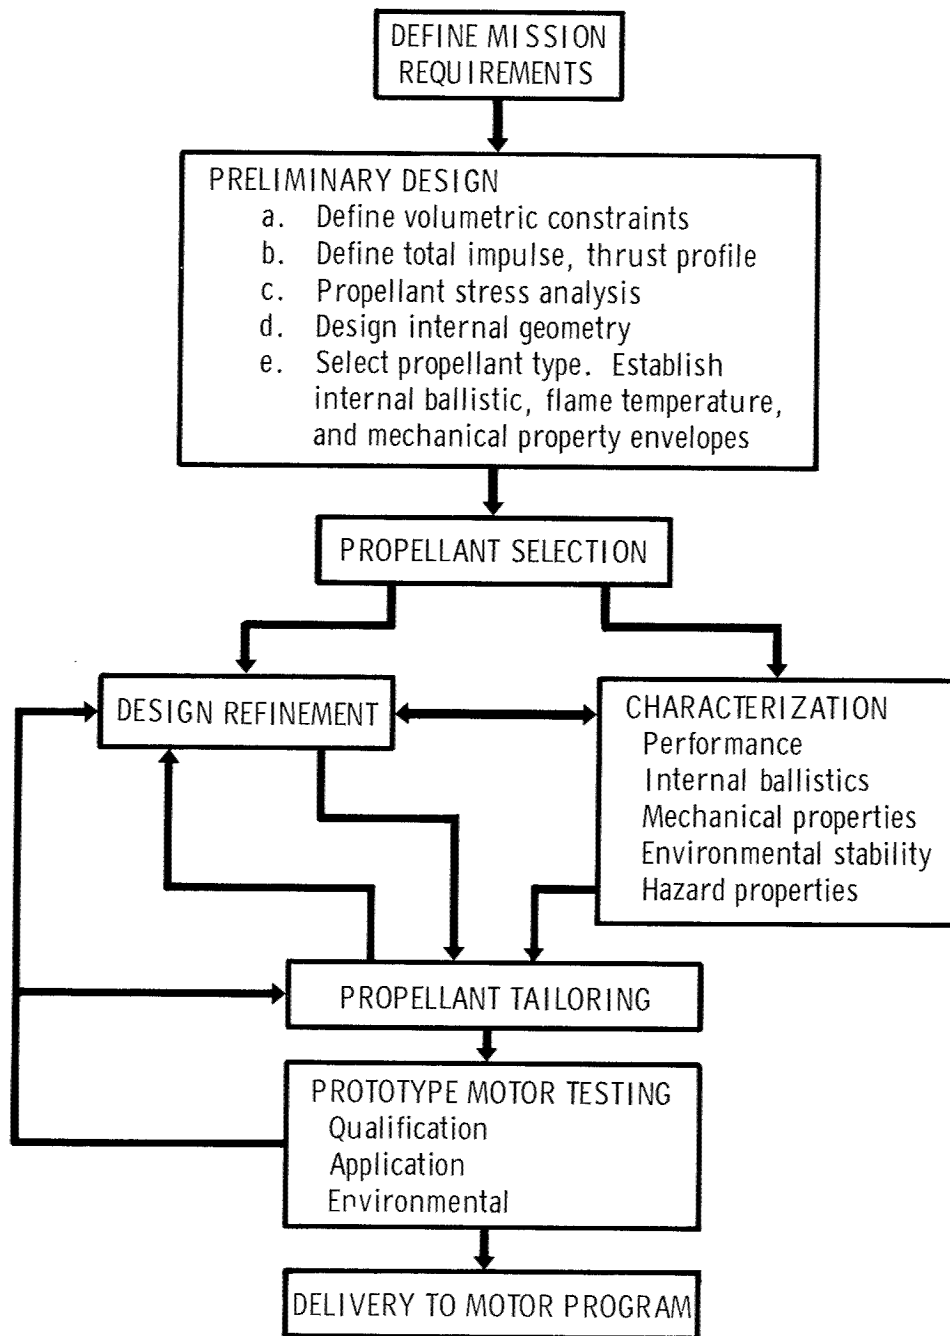 DEFINE MISSION
REQUIREMENTS
PRELIMINARY DESIGN
a. Define volumetric constraints
b. Define total impulse, thrust profile
c. Propellant stress analysis
d. Design internal geometry
e. Select propellant type. Establish
internal ballistic, flame temperature,
and mechanical property envelopes
PROPELLANT SELECTION
DESIGN REFINEMENT
CHARACTERIZATION
Performance
Internal ballistics
Mechanical properties
Environmental stability
Hazard properties
PROPELLANT TAILORING
PROTOTYPE MOTOR TESTING
Qualification
Application
Environmental
DELIVERY TO MOTOR PROGRAM